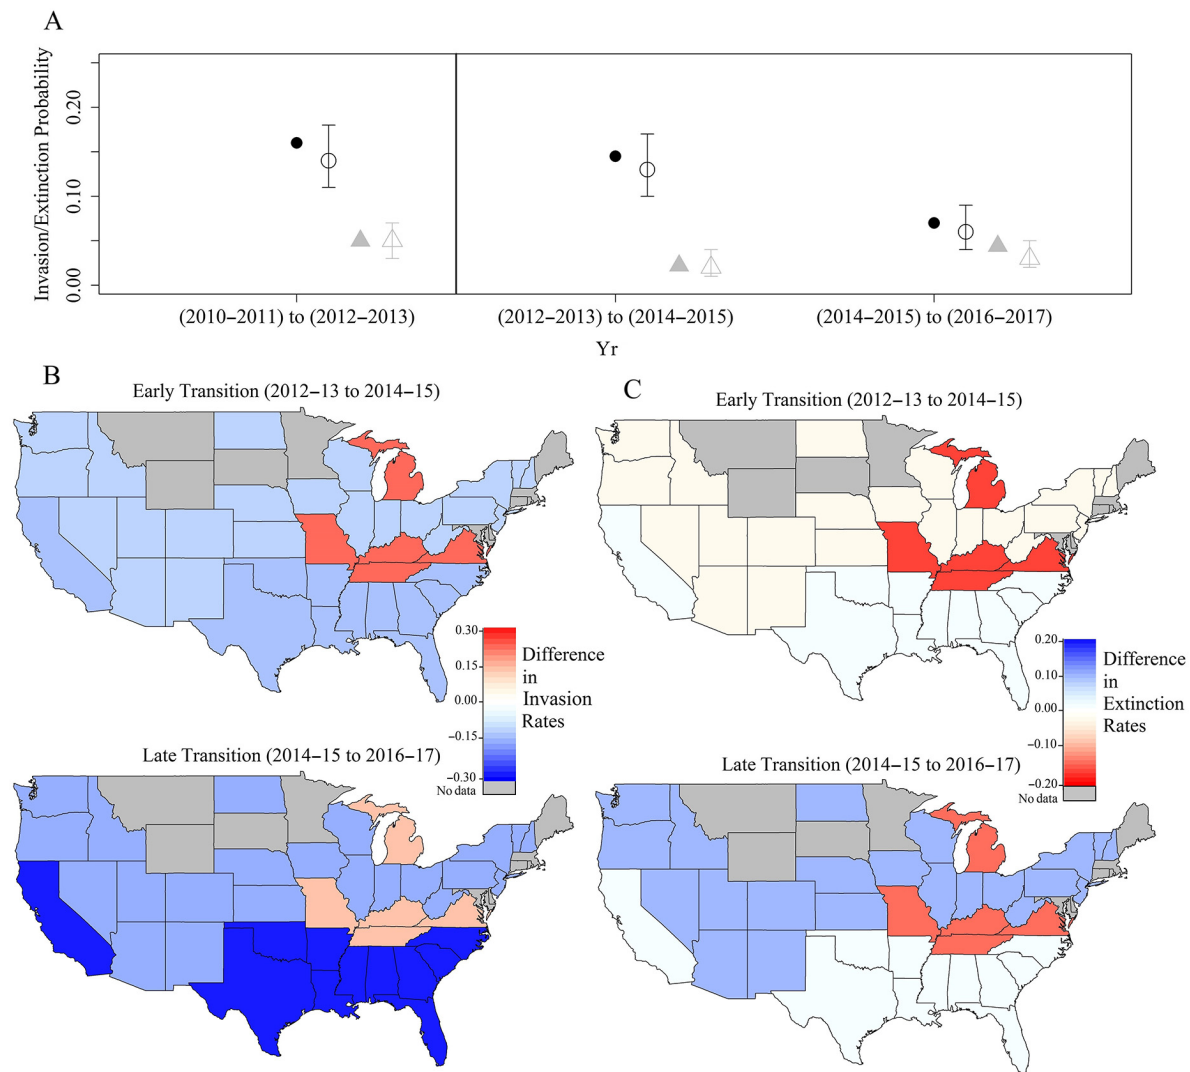 A
Invasion/Extinction Probability
0.20
0.10
0.00
(2010–2011) to (2012–2013)
(2012–2013) to (2014–2015)
(2014–2015) to (2016–2017)
Yr
B
Early Transition (2012–13 to 2014–15)
0.30
0.15
0.00
–0.15
–0.30
No data
Difference
in
Invasion
Rates
Late Transition (2014–15 to 2016–17)
C
Early Transition (2012–13 to 2014–15)
0.20
0.10
0.00
–0.10
–0.20
No data
Difference
in
Extinction
Rates
Late Transition (2014–15 to 2016–17)